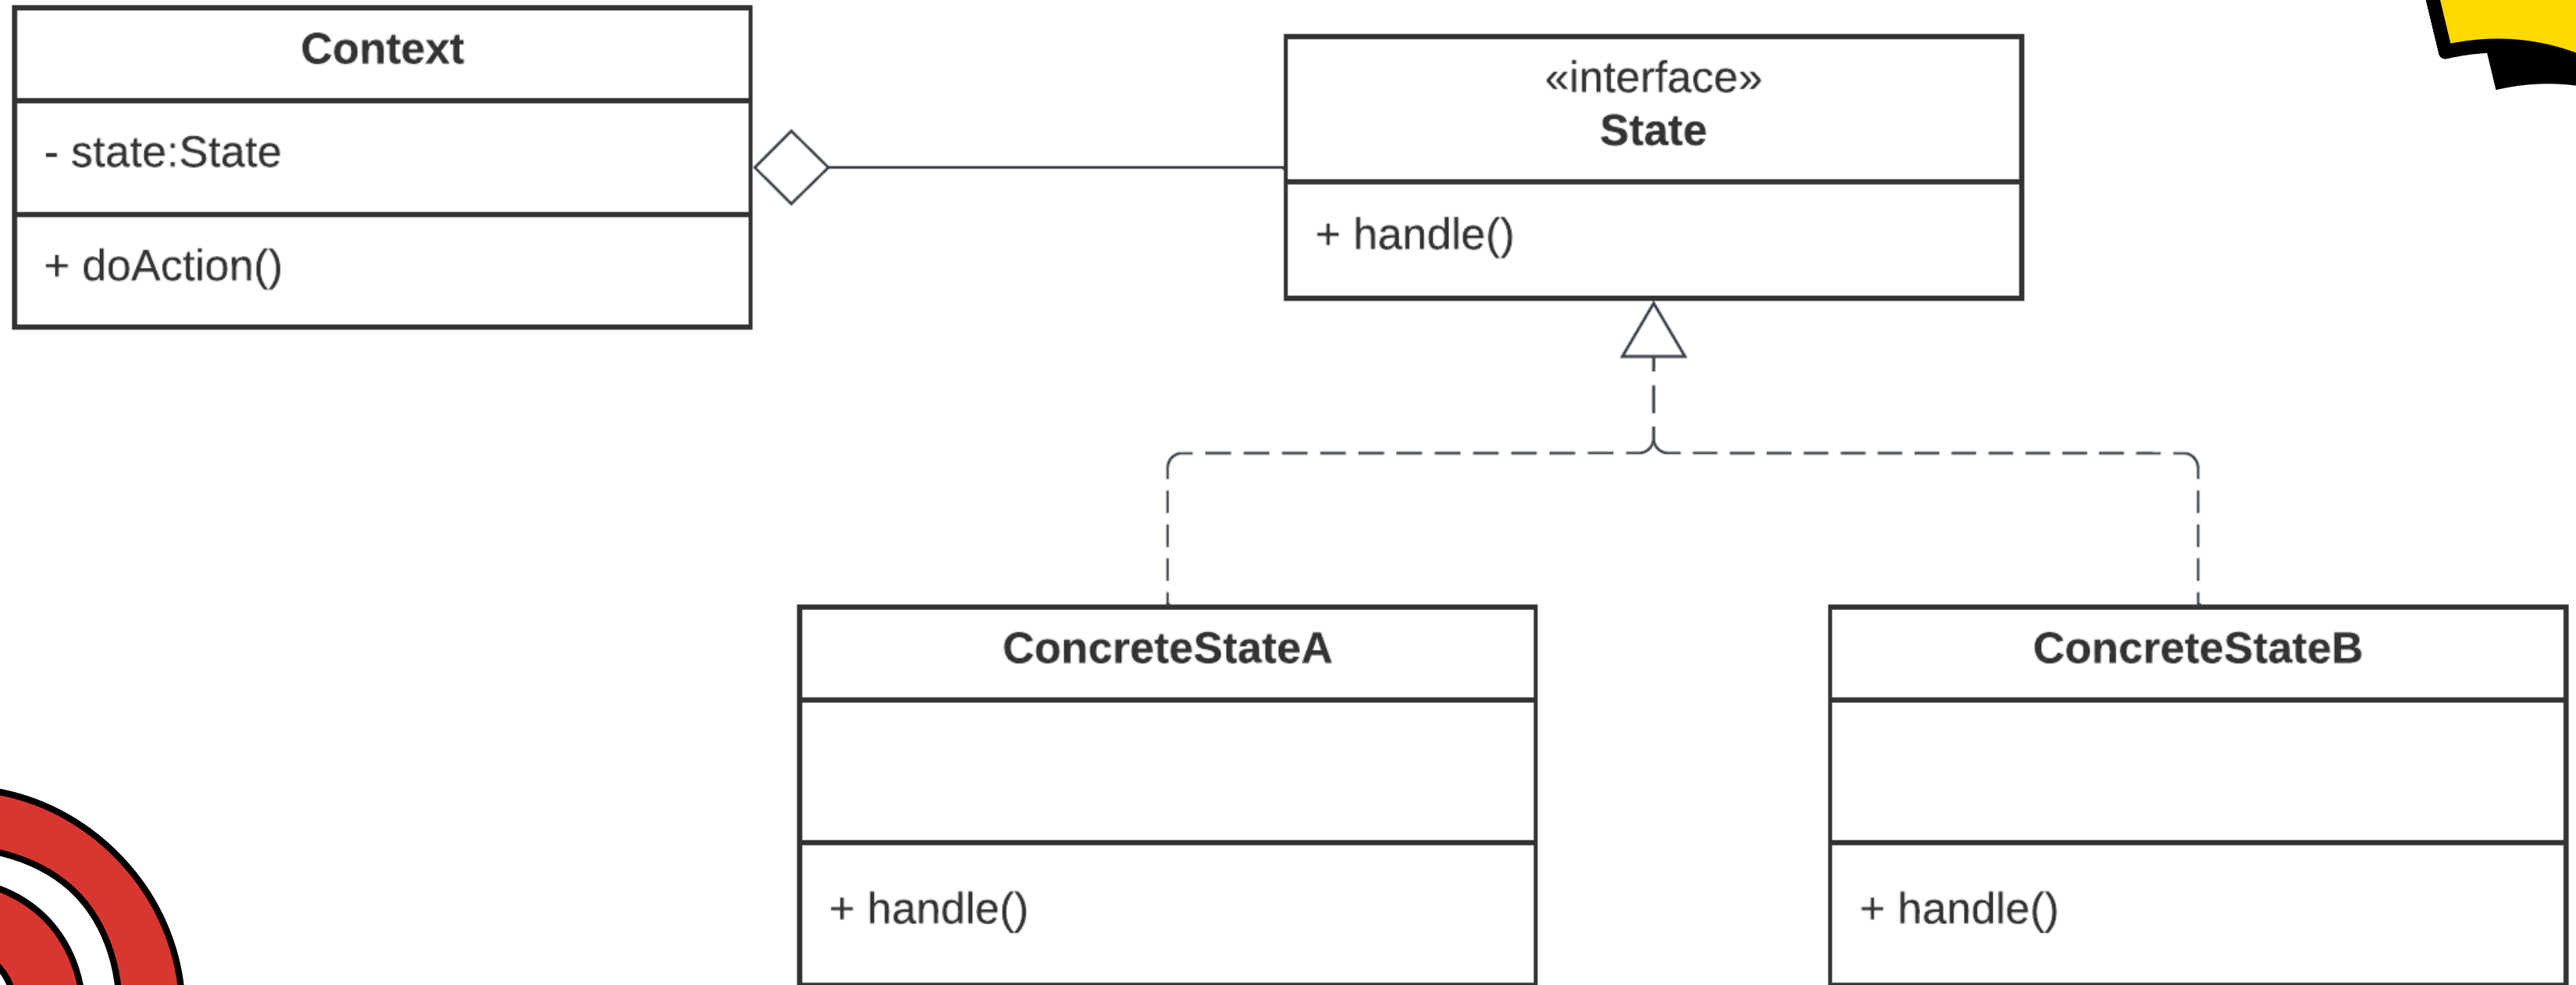 Context
- state:State
+ doAction()
«interface»
State
+ handle()
ConcreteStateA
+ handle()
ConcreteStateB
+ handle()